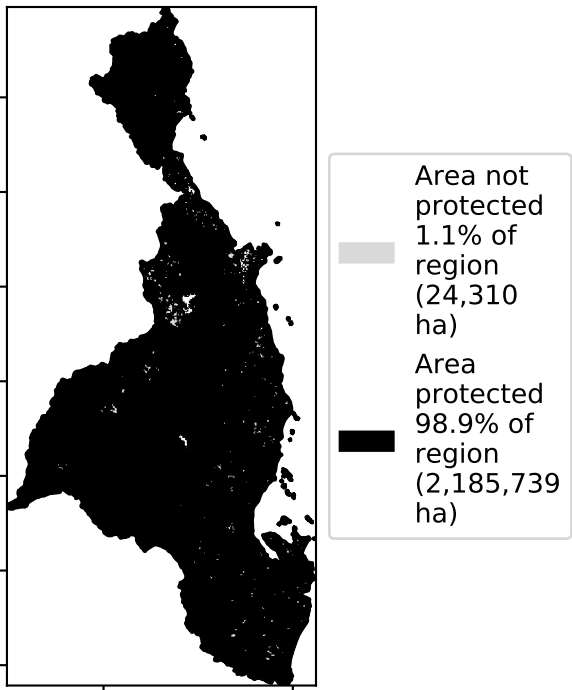 Area not
protected
1.1% of
region
(24,310
ha)
Area
protected
98.9% of
region
(2,185,739
ha)